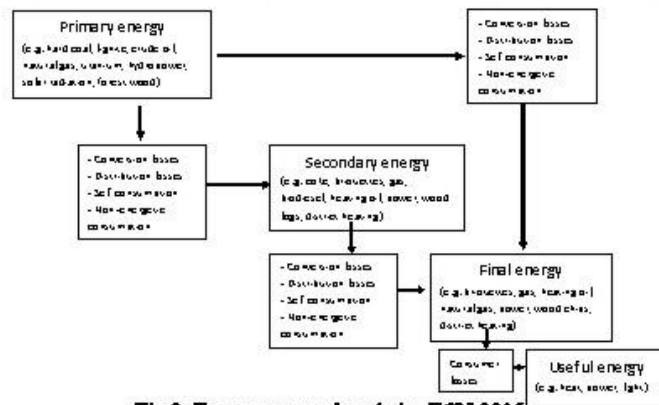 Primary energy
(e.g. hard coal, lignite, crude oil,
natural gas, uranium, hydropower,
solar radiation, forest wood)
- Conversion losses
- Distribution losses
- Self consumption
- Non-energetic
consumption
- Conversion losses
- Distribution losses
- Self consumption
- Non-energetic
consumption
Secondary energy
(e.g. coke, briquettes, gas,
biodiesel, heating oil, power, wood
logs, district heating)
- Conversion losses
- Distribution losses
- Self consumption
- Non-energetic
consumption
Final energy
(e.g. briquettes, gas, heating oil,
natural gas, power, wood chips,
district heating)
Consumer
losses
Useful energy
(e.g. heat, power, light)